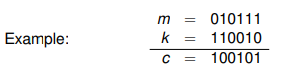 m = 010111
Example: k = 110010
c = 100101